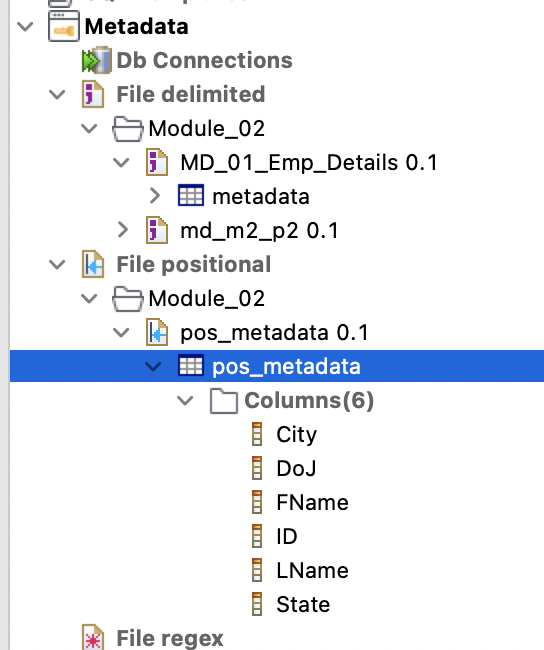 Metadata
Db Connections
File delimited
Module_02
MD_01_Emp_Details 0.1
metadata
md_m2_p2 0.1
File positional
Module_02
pos_metadata 0.1
pos_metadata
Columns(6)
City
DoJ
FName
ID
LName
State
File regex